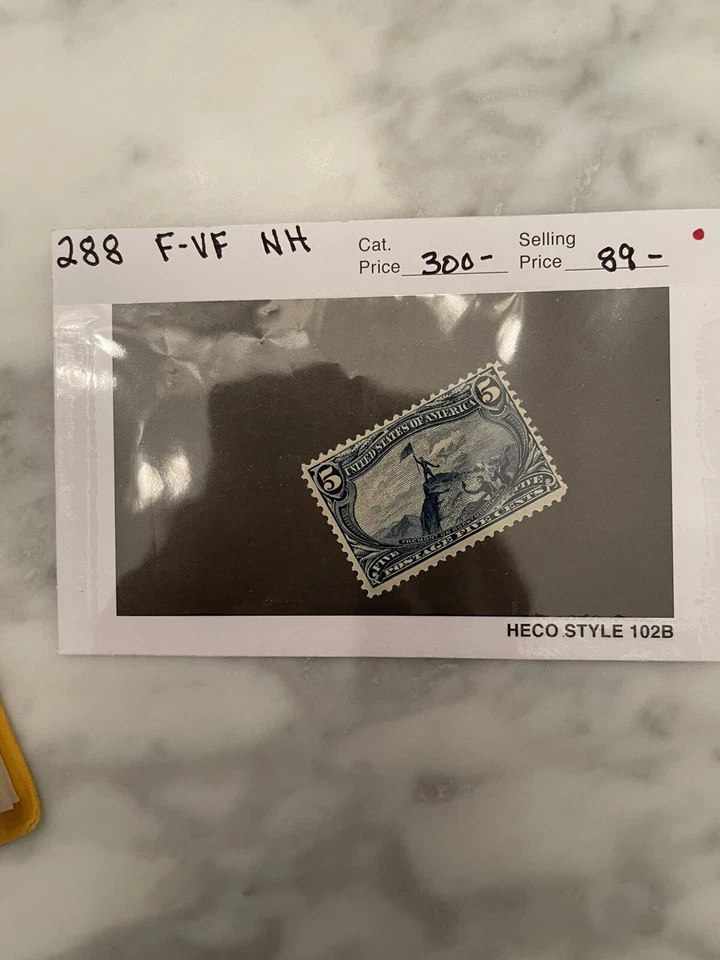 288 F-VF NH
Cat. Price 300-
Selling Price 89-
5 UNITED STATES OF AMERICA 5
FIVE
POSTAGE FIVE CENTS
HECO STYLE 102B